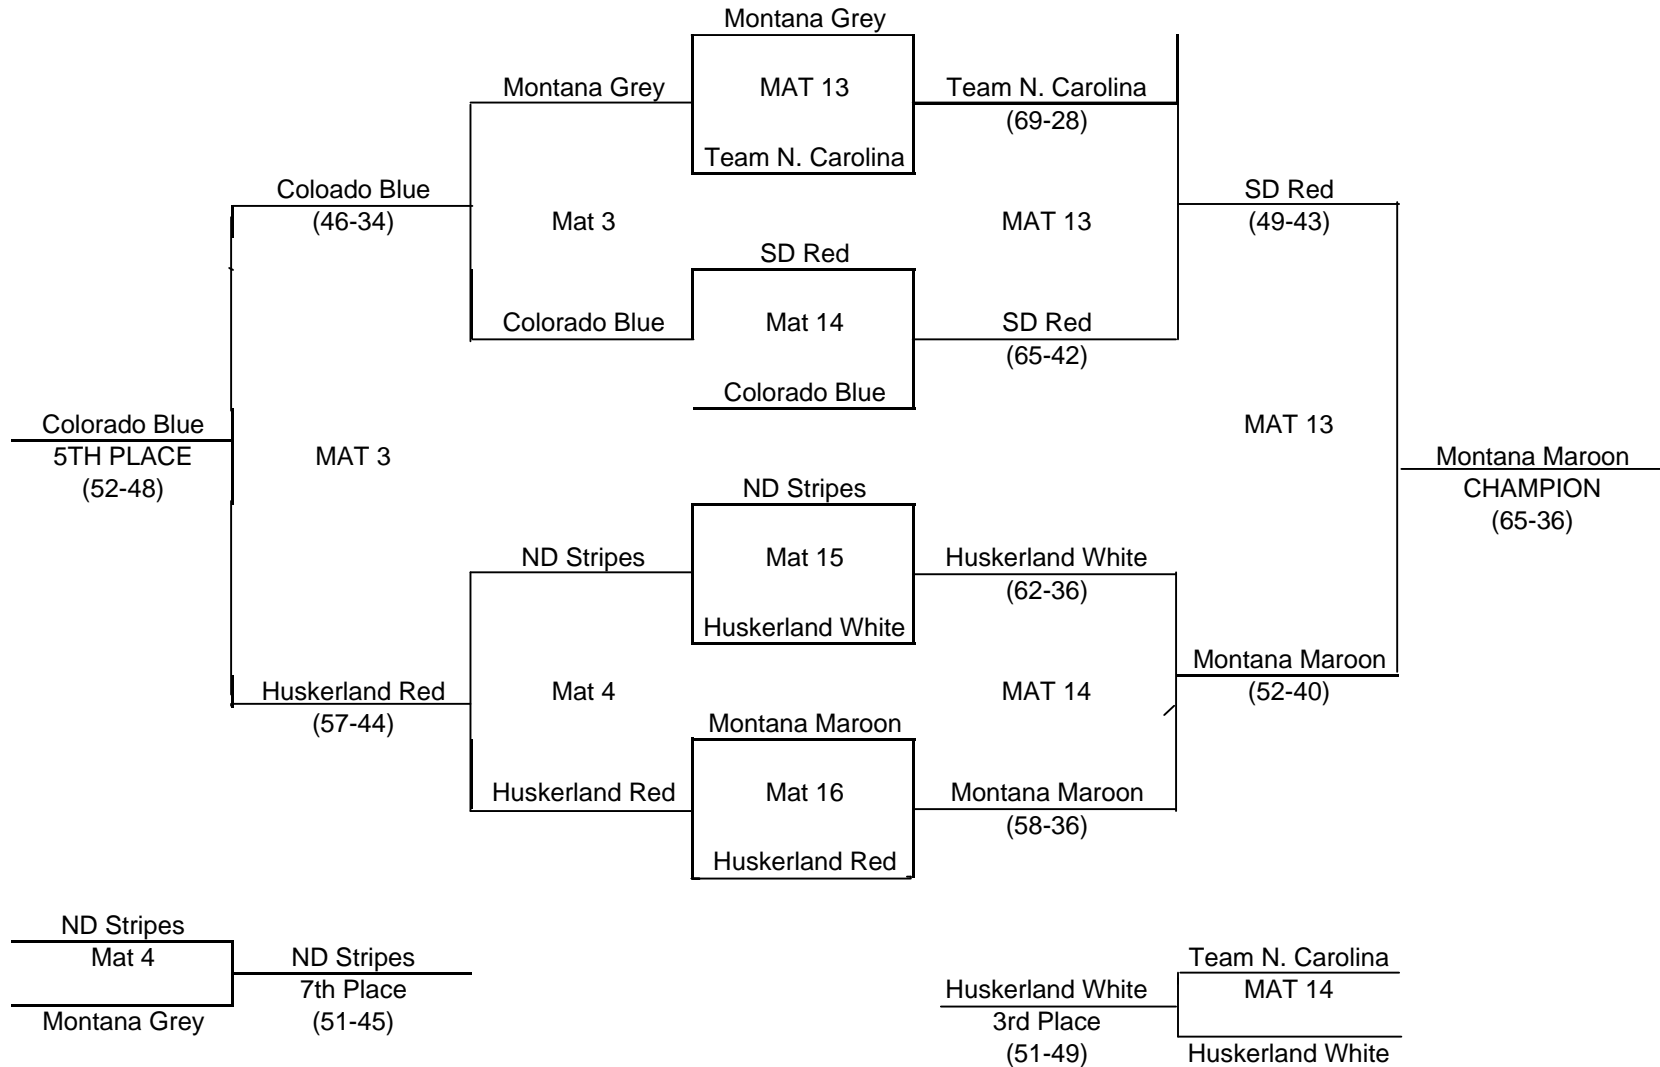 Montana Grey
Montana Grey
MAT 13
Team N. Carolina
(69-28)
Team N. Carolina
Coloado Blue
(46-34)
Mat 3
MAT 13
SD Red
(49-43)
SD Red
Colorado Blue
Mat 14
SD Red
(65-42)
Colorado Blue
Colorado Blue
5TH PLACE
(52-48)
MAT 3
MAT 13
Montana Maroon
CHAMPION
(65-36)
ND Stripes
ND Stripes
Mat 15
Huskerland White
(62-36)
Huskerland White
Huskerland Red
(57-44)
Mat 4
MAT 14
Montana Maroon
(52-40)
Montana Maroon
Huskerland Red
Mat 16
Montana Maroon
(58-36)
Huskerland Red
ND Stripes
Mat 4
Montana Grey
ND Stripes
7th Place
(51-45)
Huskerland White
3rd Place
(51-49)
Team N. Carolina
MAT 14
Huskerland White